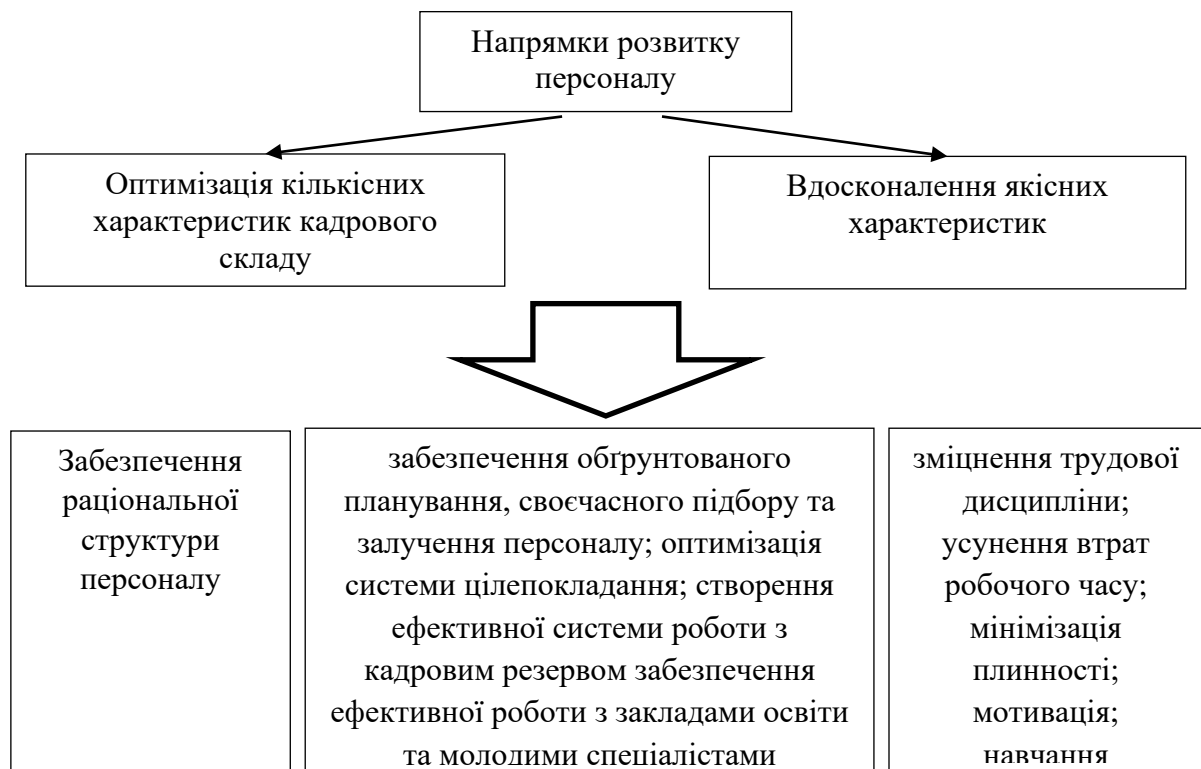 Напрямки розвитку
персоналу
Оптимізація кількісних
характеристик кадрового
складу
Вдосконалення якісних
характеристик
Забезпечення
раціональної
структури
персоналу
забезпечення обґрунтованого
планування, своєчасного підбору та
залучення персоналу; оптимізація
системи цілепокладання; створення
ефективної системи роботи з
кадровим резервом забезпечення
ефективної роботи з закладами освіти
та молодими спеціалістами
зміцнення трудової
дисципліни;
усунення втрат
робочого часу;
мінімізація
плинності;
мотивація;
навчання